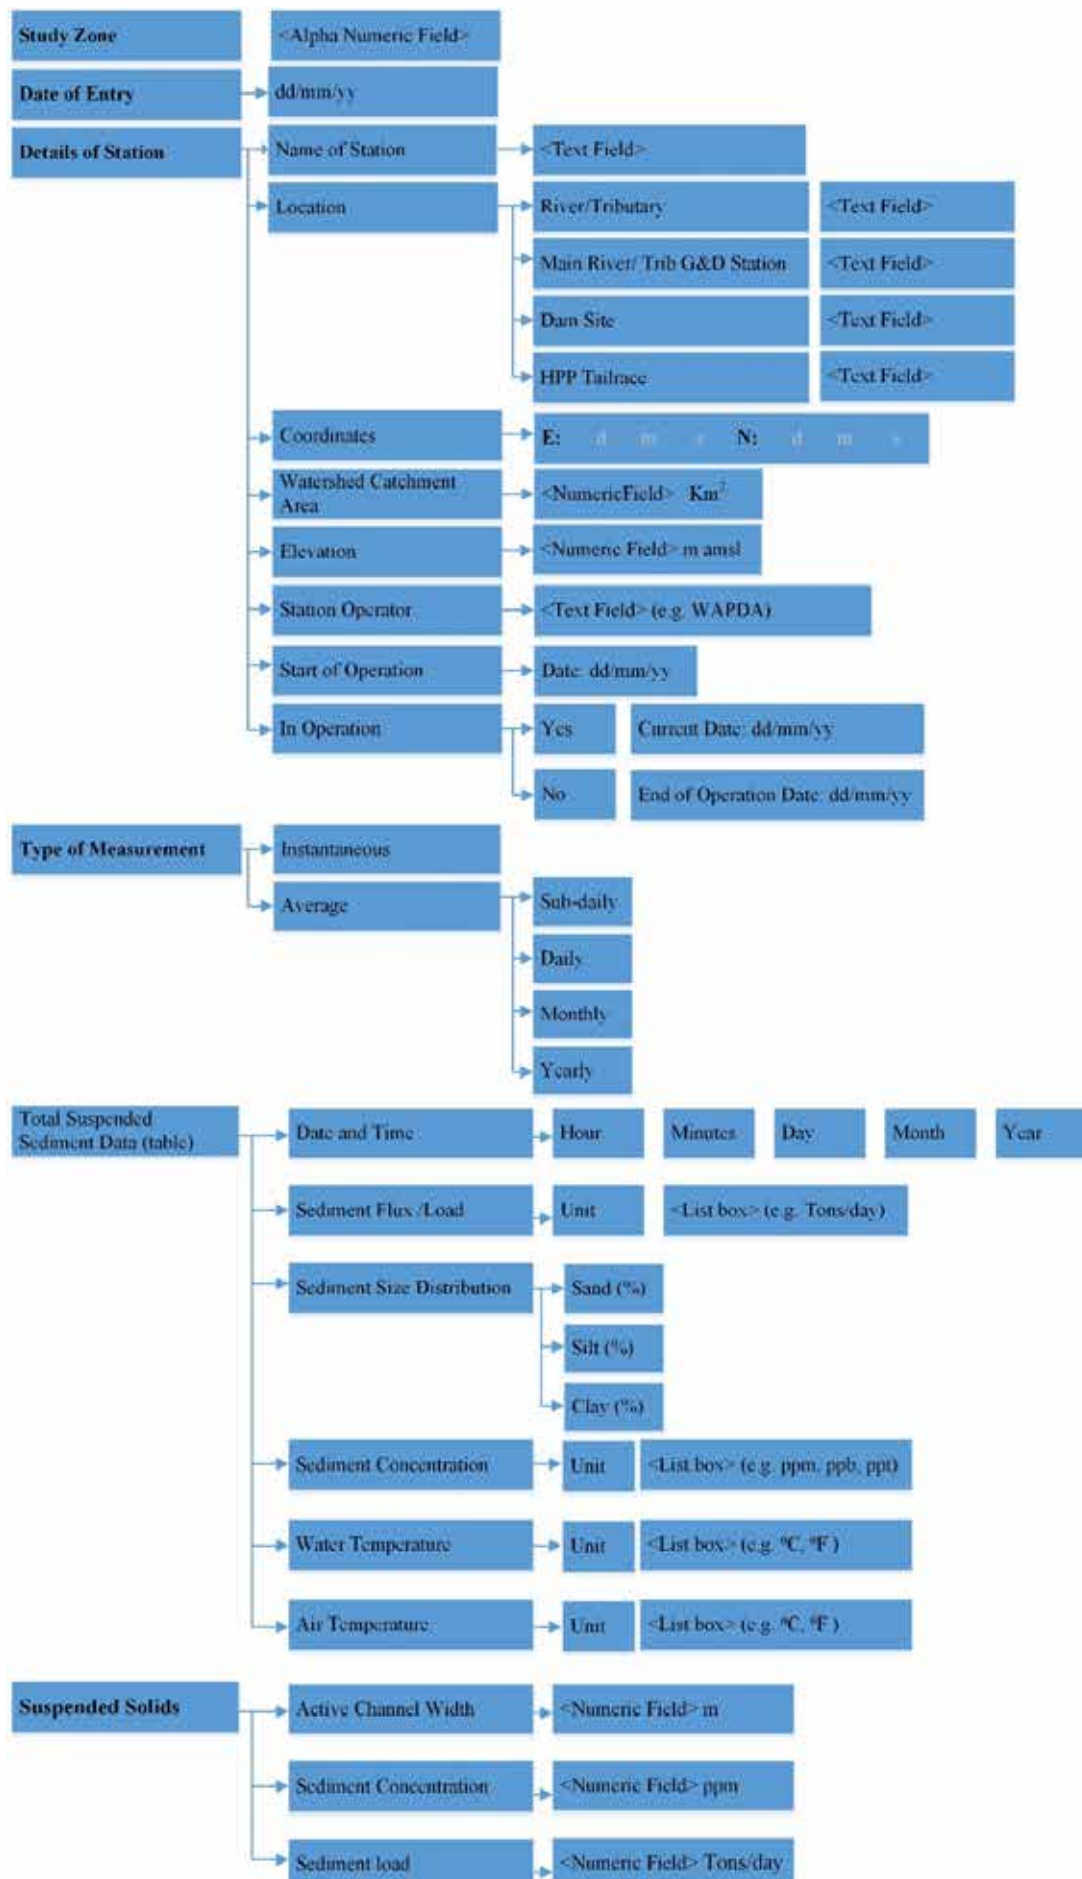 Study Zone <Alpha Numeric Field>
Date of Entry dd/mm/yy
Details of Station Name of Station <Text Field>
Location River/Tributary <Text Field>
Main River/ Trib G&D Station <Text Field>
Dam Site <Text Field>
HPP Tailrace <Text Field>
Coordinates E: d m s N: d m s
Watershed Catchment
Area <NumericField> Km²
Elevation <Numeric Field> m amsl
Station Operator <Text Field> (e.g. WAPDA)
Start of Operation Date: dd/mm/yy
In Operation Yes Current Date: dd/mm/yy
No End of Operation Date: dd/mm/yy
Type of Measurement Instantaneous
Average Sub-daily
Daily
Monthly
Yearly
Total Suspended
Sediment Data (table) Date and Time Hour Minutes Day Month Year
Sediment Flux /Load Unit <List box> (e.g. Tons/day)
Sediment Size Distribution Sand (%)
Silt (%)
Clay (%)
Sediment Concentration Unit <List box> (e.g. ppm, ppb, ppt)
Water Temperature Unit <List box> (e.g. ºC, ºF )
Air Temperature Unit <List box> (e.g. ºC, ºF )
Suspended Solids Active Channel Width <Numeric Field> m
Sediment Concentration <Numeric Field> ppm
Sediment load <Numeric Field> Tons/day